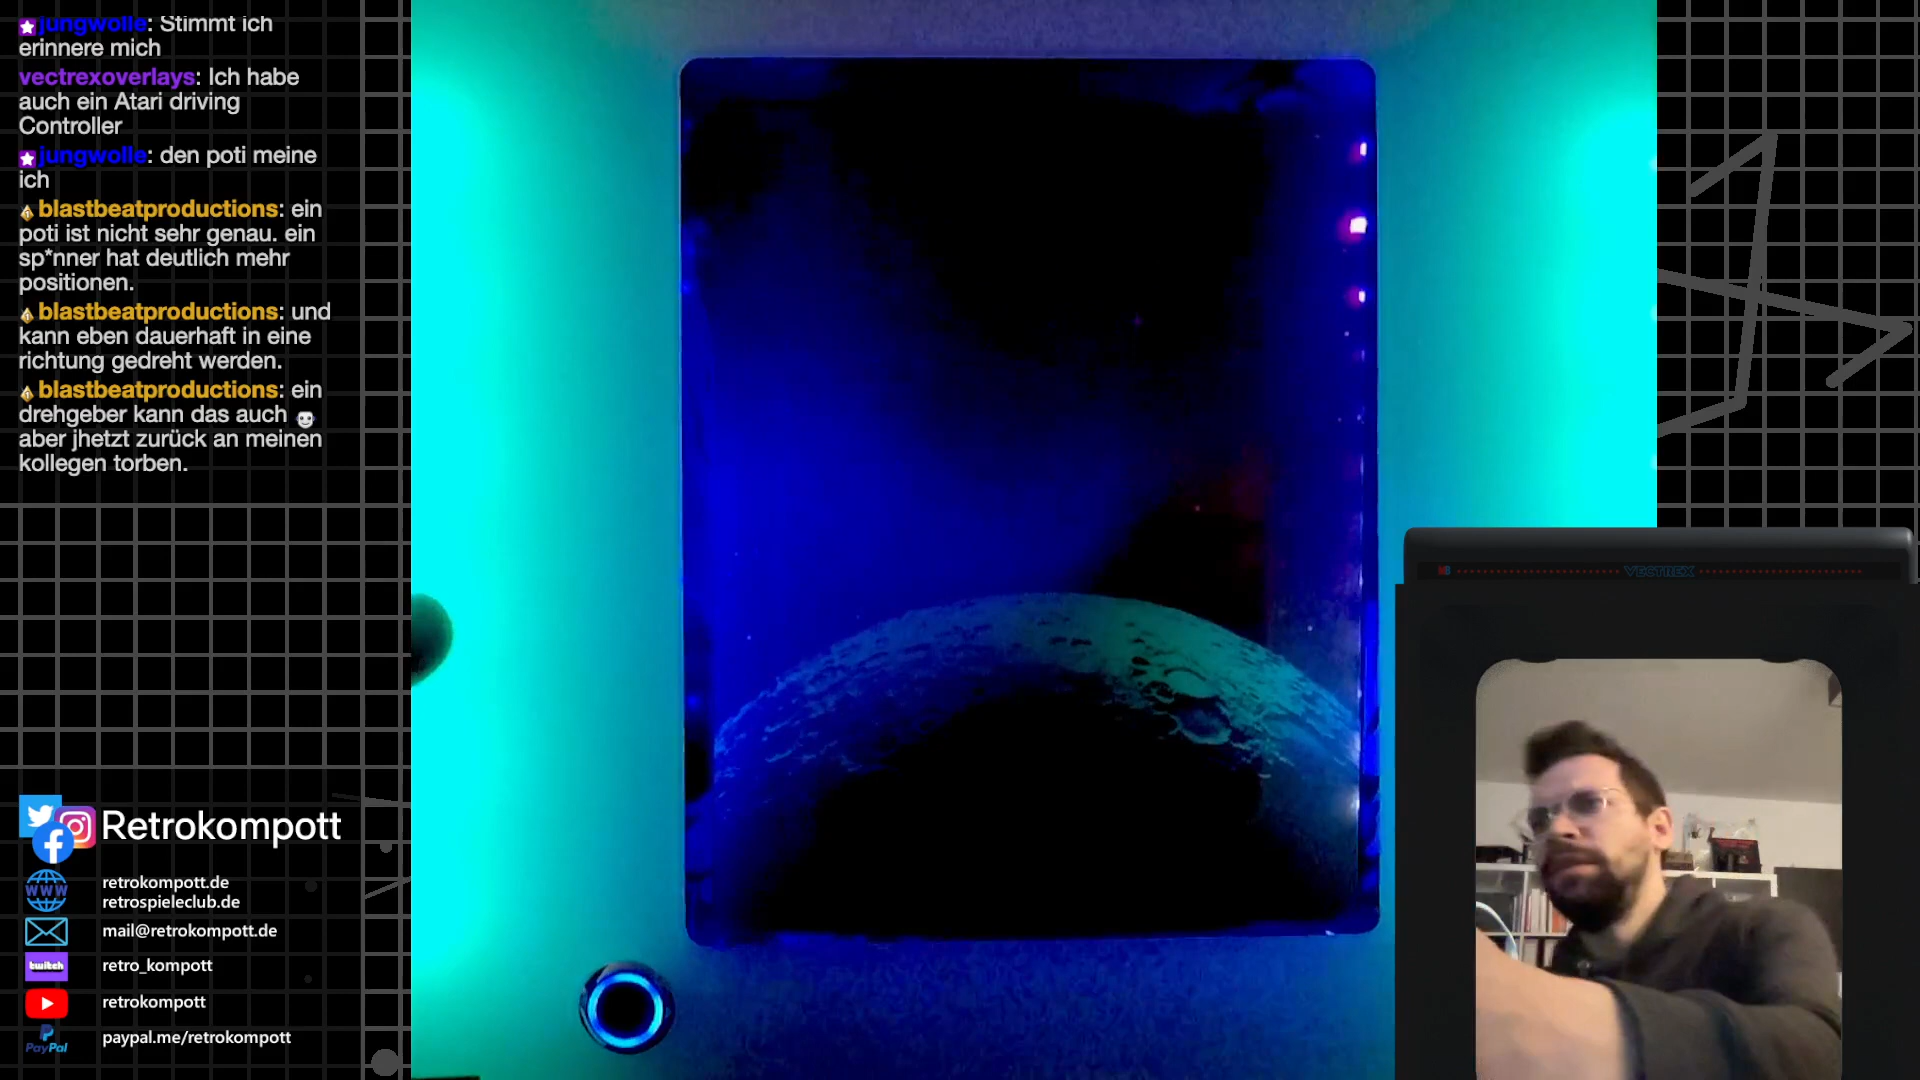 jungwolle: Stimmt ich
erinnere mich
vectrexoverlays: Ich habe
auch ein Atari driving
Controller
jungwolle: den poti meine
ich
blastbeatproductions: ein
poti ist nicht sehr genau. ein
sp*nner hat deutlich mehr
positionen.
blastbeatproductions: und
kann eben dauerhaft in eine
richtung gedreht werden.
blastbeatproductions: ein
drehgeber kann das auch
aber jhetzt zurück an meinen
kollegen torben.
VECTREX
Retrokompott
www
retrokompott.de
retrospieleclub.de
mail@retrokompott.de
twitch
retro_kompott
retrokompott
PayPal
paypal.me/retrokompott